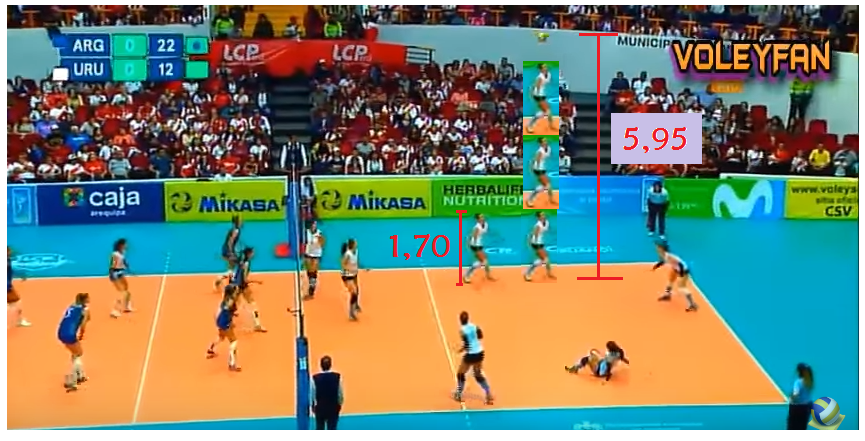 ARG 0 22
URU 0 12
LCP
LCP
MUNICIP
VOLEYFAN
5,95
caja
arequipa
MIKASA
MIKASA
HERBALIFE
NUTRITION
www.voleya
CSV
1,70